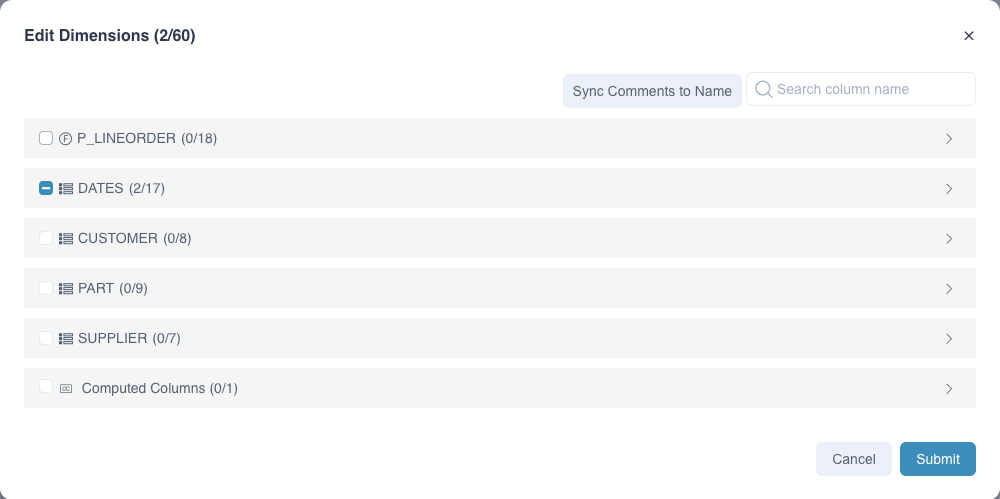 Edit Dimensions (2/60)
Sync Comments to Name
Search column name
F P_LINEORDER (0/18)
DATES (2/17)
CUSTOMER (0/8)
PART (0/9)
SUPPLIER (0/7)
CC Computed Columns (0/1)
Cancel
Submit